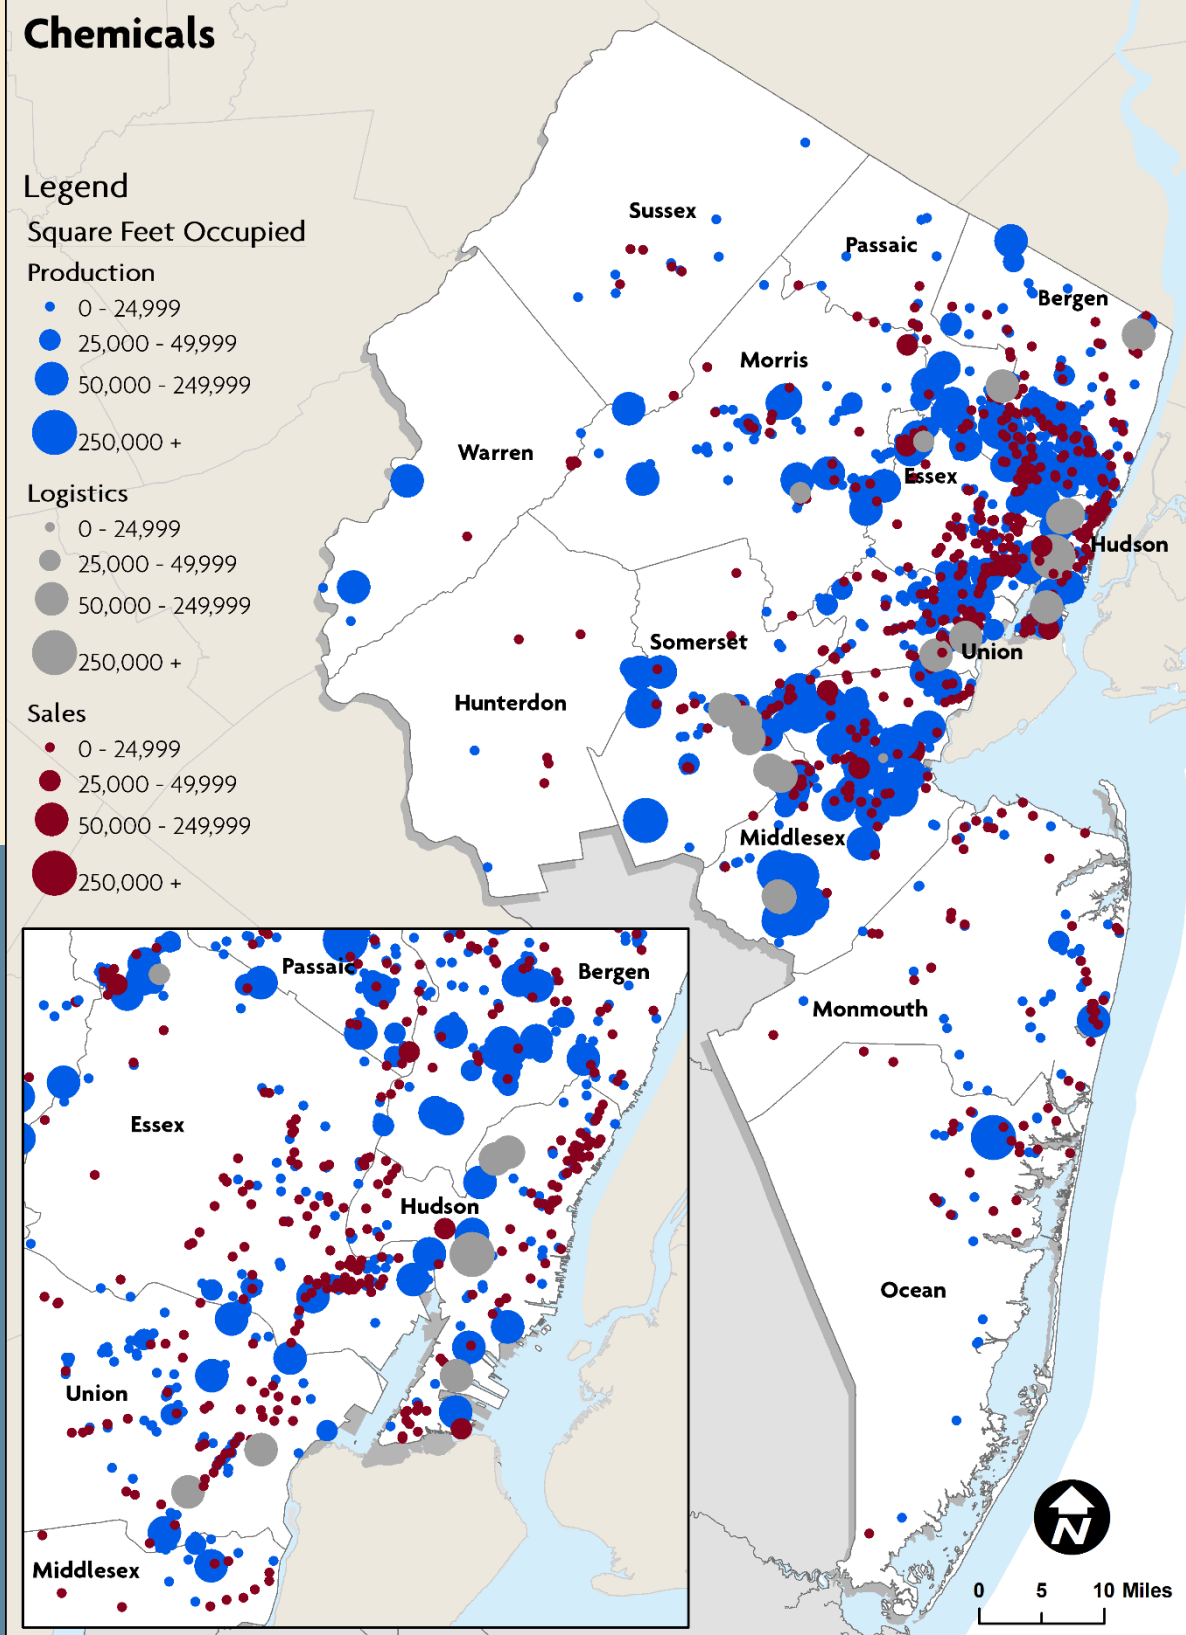 Chemicals
Legend
Square Feet Occupied
Production
0 - 24,999
25,000 - 49,999
50,000 - 249,999
250,000 +
Logistics
0 - 24,999
25,000 - 49,999
50,000 - 249,999
250,000 +
Sales
0 - 24,999
25,000 - 49,999
50,000 - 249,999
250,000 +
Sussex
Passaic
Bergen
Morris
Warren
Essex
Hudson
Somerset
Union
Hunterdon
Middlesex
Monmouth
Ocean
Passaic
Bergen
Essex
Hudson
Union
Middlesex
N
0 5 10 Miles